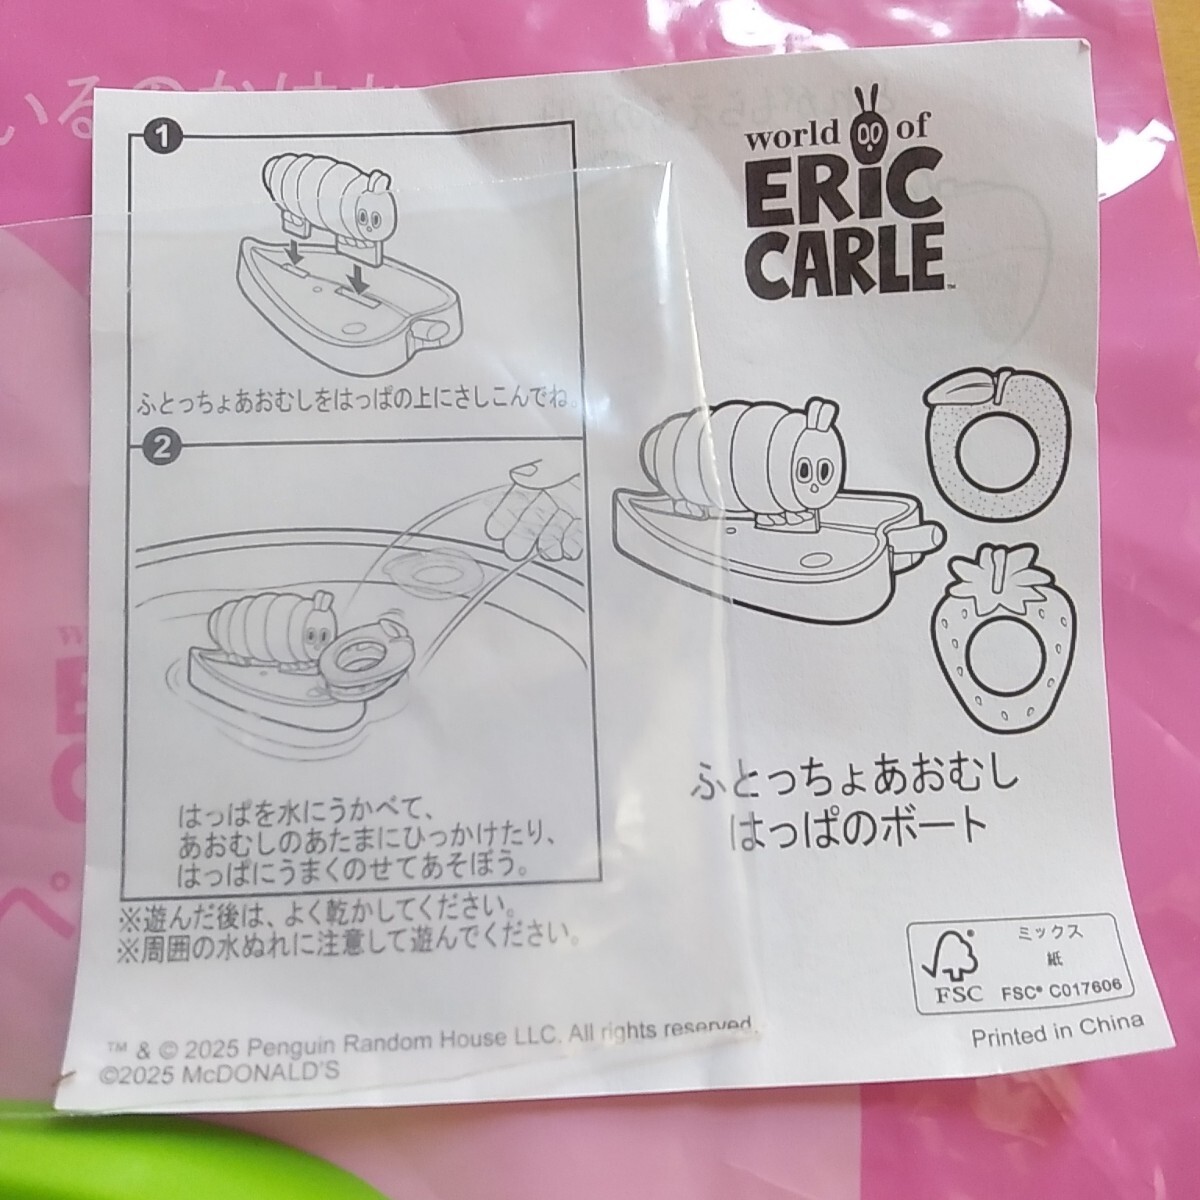 1
ふとっちょあおむしをはっぱの上にさしこんでね。
2
はっぱを水にうかべて、
あおむしのあたまにひっかけたり、
はっぱにうまくのせてあそぼう。
※遊んだ後は、よく乾かしてください。
※周囲の水ぬれに注意して遊んでください。
™ & © 2025 Penguin Random House LLC. All rights reserved.
©2025 McDONALD'S
world of
ERiC
CARLE™
ふとっちょあおむし
はっぱのボート
FSC®
ミックス
紙
FSC® C017606
Printed in China